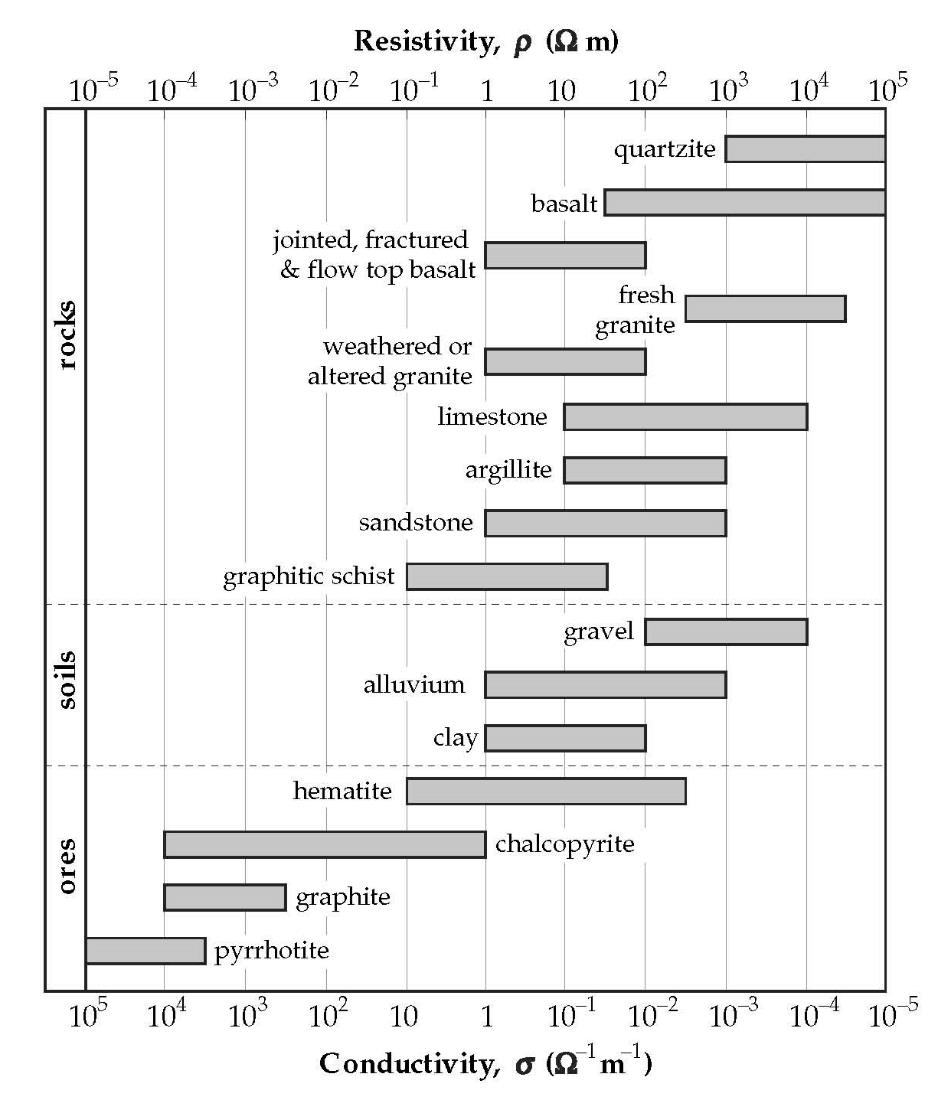 Resistivity, ρ (Ω m)
10⁻⁵ 10⁻⁴ 10⁻³ 10⁻² 10⁻¹ 1 10 10² 10³ 10⁴ 10⁵
rocks
quartzite
basalt
jointed, fractured
& flow top basalt
fresh
granite
weathered or
altered granite
limestone
argillite
sandstone
graphitic schist
soils
gravel
alluvium
clay
ores
hematite
chalcopyrite
graphite
pyrrhotite
10⁵ 10⁴ 10³ 10² 10 1 10⁻¹ 10⁻² 10⁻³ 10⁻⁴ 10⁻⁵
Conductivity, σ (Ω⁻¹ m⁻¹)